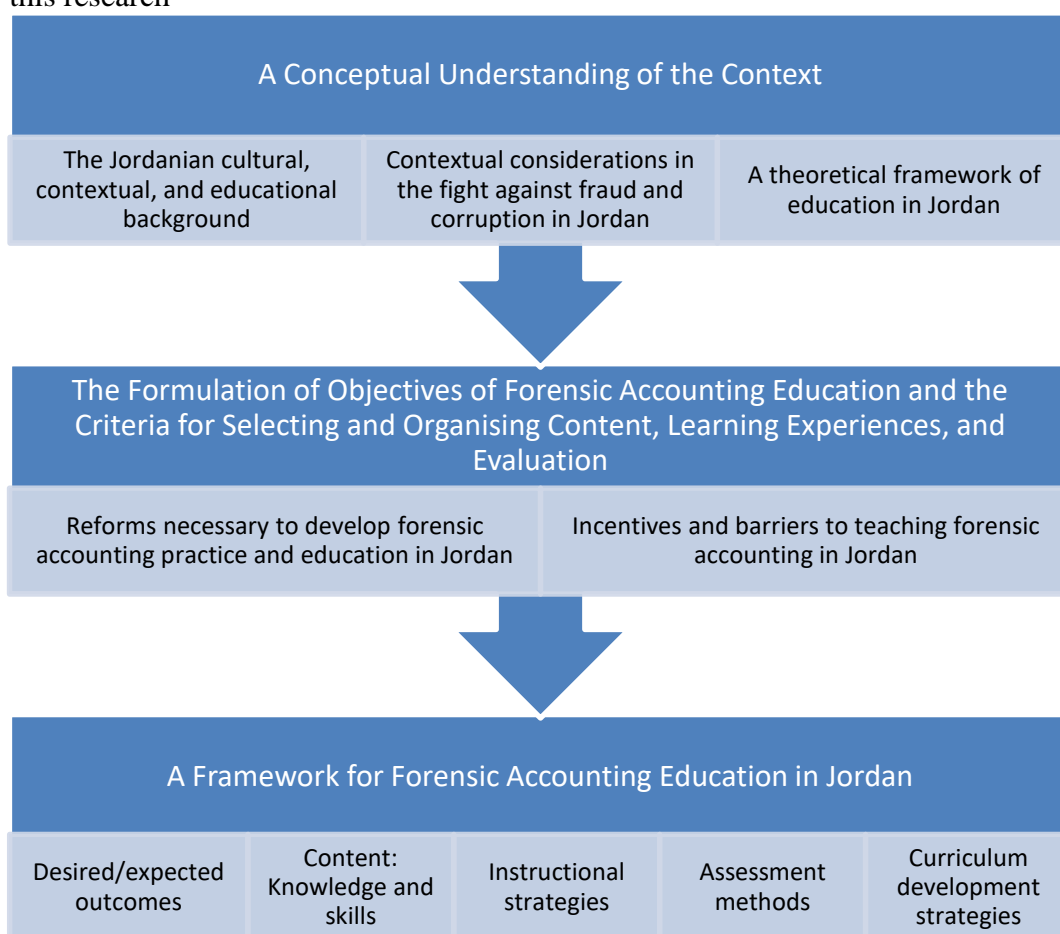 this research
A Conceptual Understanding of the Context
The Jordanian cultural,
contextual, and educational
background
Contextual considerations in
the fight against fraud and
corruption in Jordan
A theoretical framework of
education in Jordan
The Formulation of Objectives of Forensic Accounting Education and the
Criteria for Selecting and Organising Content, Learning Experiences, and
Evaluation
Reforms necessary to develop forensic
accounting practice and education in Jordan
Incentives and barriers to teaching forensic
accounting in Jordan
A Framework for Forensic Accounting Education in Jordan
Desired/expected
outcomes
Content:
Knowledge and
skills
Instructional
strategies
Assessment
methods
Curriculum
development
strategies